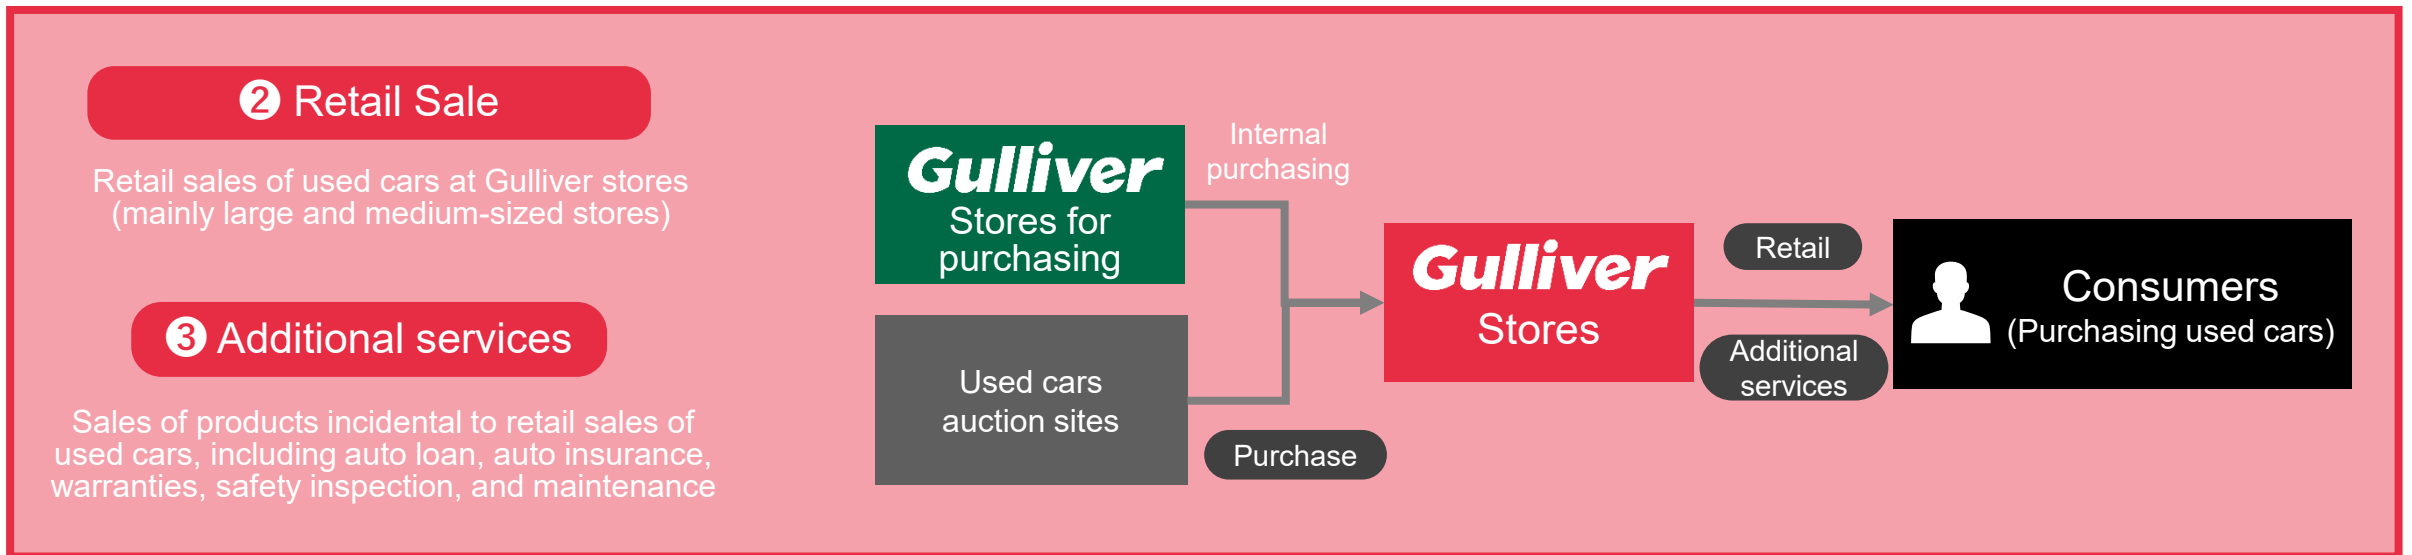 ❷ Retail Sale
Retail sales of used cars at Gulliver stores
(mainly large and medium-sized stores)
❸ Additional services
Sales of products incidental to retail sales of
used cars, including auto loan, auto insurance,
warranties, safety inspection, and maintenance
Gulliver
Stores for
purchasing
Internal
purchasing
Used cars
auction sites
Purchase
Gulliver
Stores
Retail
Additional
services
Consumers
(Purchasing used cars)